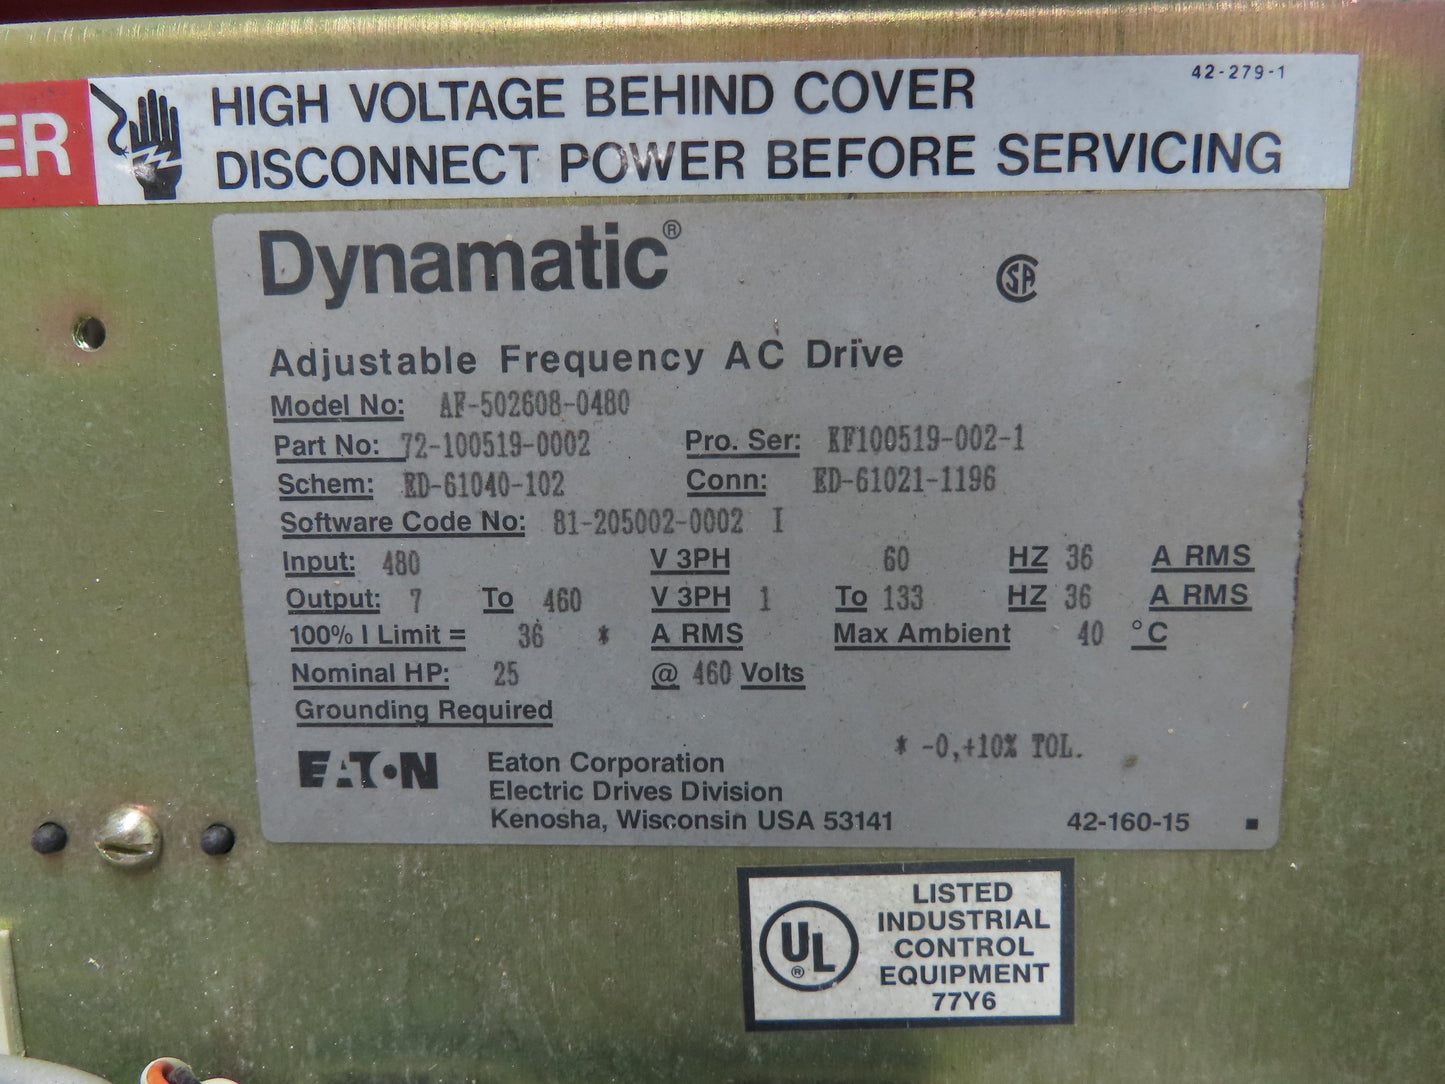 42-279-1
ER HIGH VOLTAGE BEHIND COVER
DISCONNECT POWER BEFORE SERVICING
Dynamatic®
CSA
Adjustable Frequency AC Drive
Model No: AF-502608-0480
Part No: 72-100519-0002 Pro. Ser: KF100519-002-1
Schem: RD-61040-102 Conn: RD-61021-1196
Software Code No: 81-205002-0002 I
Input: 480 V 3PH 60 HZ 36 A RMS
Output: 7 To 460 V 3PH 1 To 133 HZ 36 A RMS
100% I Limit = 36 * A RMS Max Ambient 40 °C
Nominal HP: 25 @ 460 Volts
Grounding Required
* -0,+10% TOL.
EATON Eaton Corporation
Electric Drives Division
Kenosha, Wisconsin USA 53141 42-160-15
UL® LISTED
INDUSTRIAL
CONTROL
EQUIPMENT
77Y6